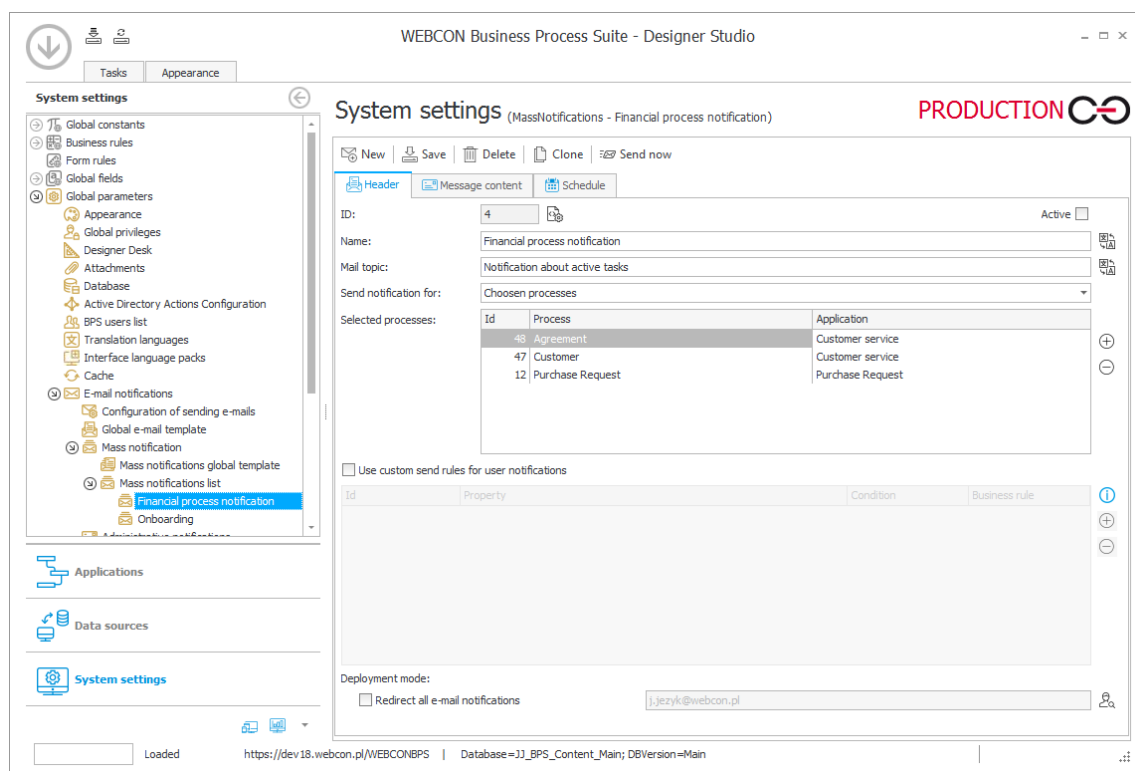 WEBCON Business Process Suite - Designer Studio
Tasks
Appearance
System settings
Global constants
Business rules
Form rules
Global fields
Global parameters
Appearance
Global privileges
Designer Desk
Attachments
Database
Active Directory Actions Configuration
BPS users list
Translation languages
Interface language packs
Cache
E-mail notifications
Configuration of sending e-mails
Global e-mail template
Mass notification
Mass notifications global template
Mass notifications list
Financial process notification
Onboarding
Administrative notifications
Applications
Data sources
System settings
System settings (MassNotifications - Financial process notification)
PRODUCTION
New Save Delete Clone Send now
Header Message content Schedule
ID: 4 Active
Name: Financial process notification
Mail topic: Notification about active tasks
Send notification for: Choosen processes
Selected processes: Id Process Application
48 Agreement Customer service
47 Customer Customer service
12 Purchase Request Purchase Request
Use custom send rules for user notifications
Id Property Condition Business rule
Deployment mode:
Redirect all e-mail notifications j.jezyk@webcon.pl
Loaded https://dev18.webcon.pl/WEBCONBPS | Database=JJ_BPS_Content_Main; DBVersion=Main